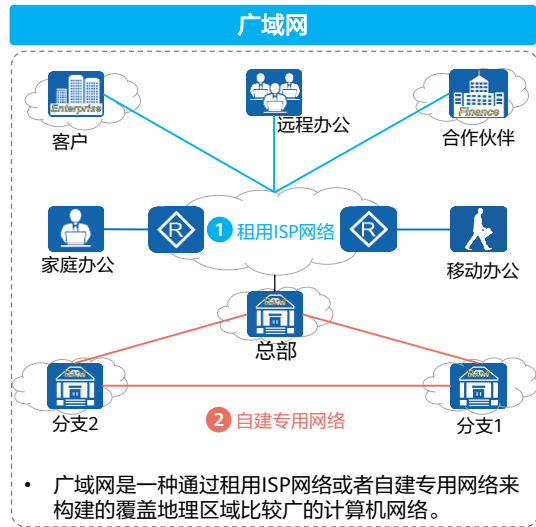 广域网
Enterprise
客户
远程办公
Finance
合作伙伴
R
1 租用ISP网络
R
家庭办公
移动办公
总部
分支2
2 自建专用网络
分支1
• 广域网是一种通过租用ISP网络或者自建专用网络来
构建的覆盖地理区域比较广的计算机网络。